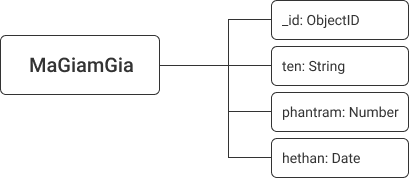 MaGiamGia
_id: ObjectID
ten: String
phantram: Number
hethan: Date